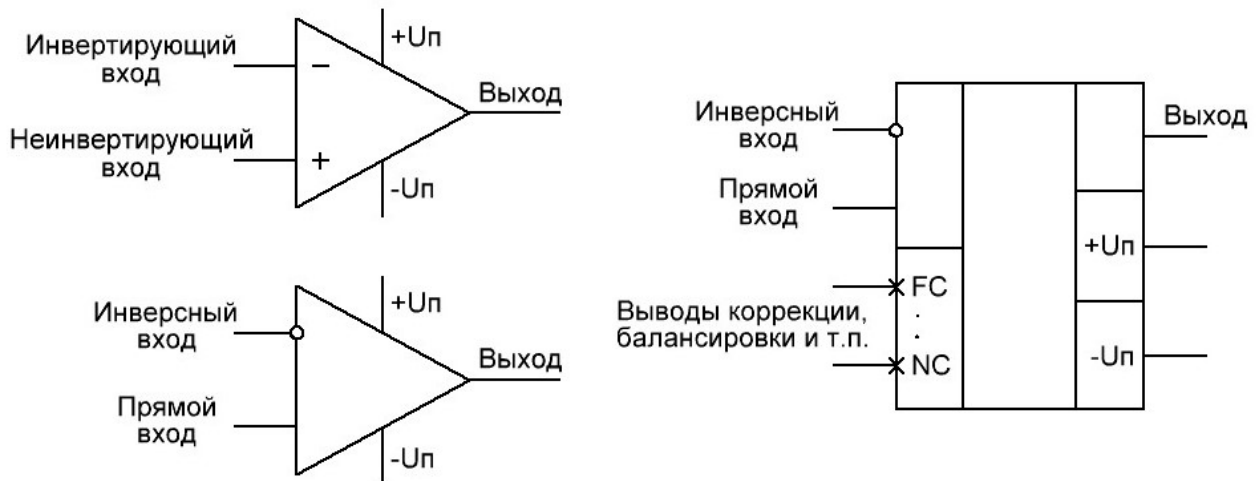 +Uп
Инвертирующий
вход
−
Выход
Неинвертирующий
вход
+
-Uп
+Uп
Инверсный
вход
Выход
Прямой
вход
-Uп
Инверсный
вход
Выход
Прямой
вход
+Uп
FC
Выводы коррекции,
балансировки и т.п.
.
.
NC
-Uп